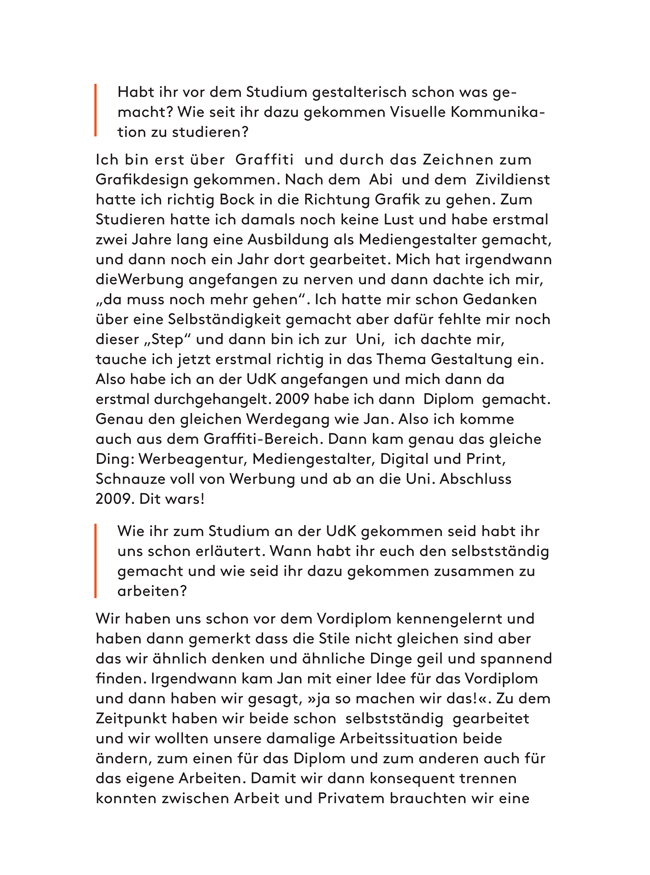 Habt ihr vor dem Studium gestalterisch schon was ge-
macht? Wie seit ihr dazu gekommen Visuelle Kommunika-
tion zu studieren?
Ich bin erst über Graffiti und durch das Zeichnen zum
Grafikdesign gekommen. Nach dem Abi und dem Zivildienst
hatte ich richtig Bock in die Richtung Grafik zu gehen. Zum
Studieren hatte ich damals noch keine Lust und habe erstmal
zwei Jahre lang eine Ausbildung als Mediengestalter gemacht,
und dann noch ein Jahr dort gearbeitet. Mich hat irgendwann
dieWerbung angefangen zu nerven und dann dachte ich mir,
„da muss noch mehr gehen“. Ich hatte mir schon Gedanken
über eine Selbständigkeit gemacht aber dafür fehlte mir noch
dieser „Step“ und dann bin ich zur Uni, ich dachte mir,
tauche ich jetzt erstmal richtig in das Thema Gestaltung ein.
Also habe ich an der UdK angefangen und mich dann da
erstmal durchgehangelt. 2009 habe ich dann Diplom gemacht.
Genau den gleichen Werdegang wie Jan. Also ich komme
auch aus dem Graffiti-Bereich. Dann kam genau das gleiche
Ding: Werbeagentur, Mediengestalter, Digital und Print,
Schnauze voll von Werbung und ab an die Uni. Abschluss
2009. Dit wars!
Wie ihr zum Studium an der UdK gekommen seid habt ihr
uns schon erläutert. Wann habt ihr euch den selbstständig
gemacht und wie seid ihr dazu gekommen zusammen zu
arbeiten?
Wir haben uns schon vor dem Vordiplom kennengelernt und
haben dann gemerkt dass die Stile nicht gleichen sind aber
das wir ähnlich denken und ähnliche Dinge geil und spannend
finden. Irgendwann kam Jan mit einer Idee für das Vordiplom
und dann haben wir gesagt, »ja so machen wir das!«. Zu dem
Zeitpunkt haben wir beide schon selbstständig gearbeitet
und wir wollten unsere damalige Arbeitssituation beide
ändern, zum einen für das Diplom und zum anderen auch für
das eigene Arbeiten. Damit wir dann konsequent trennen
konnten zwischen Arbeit und Privatem brauchten wir eine